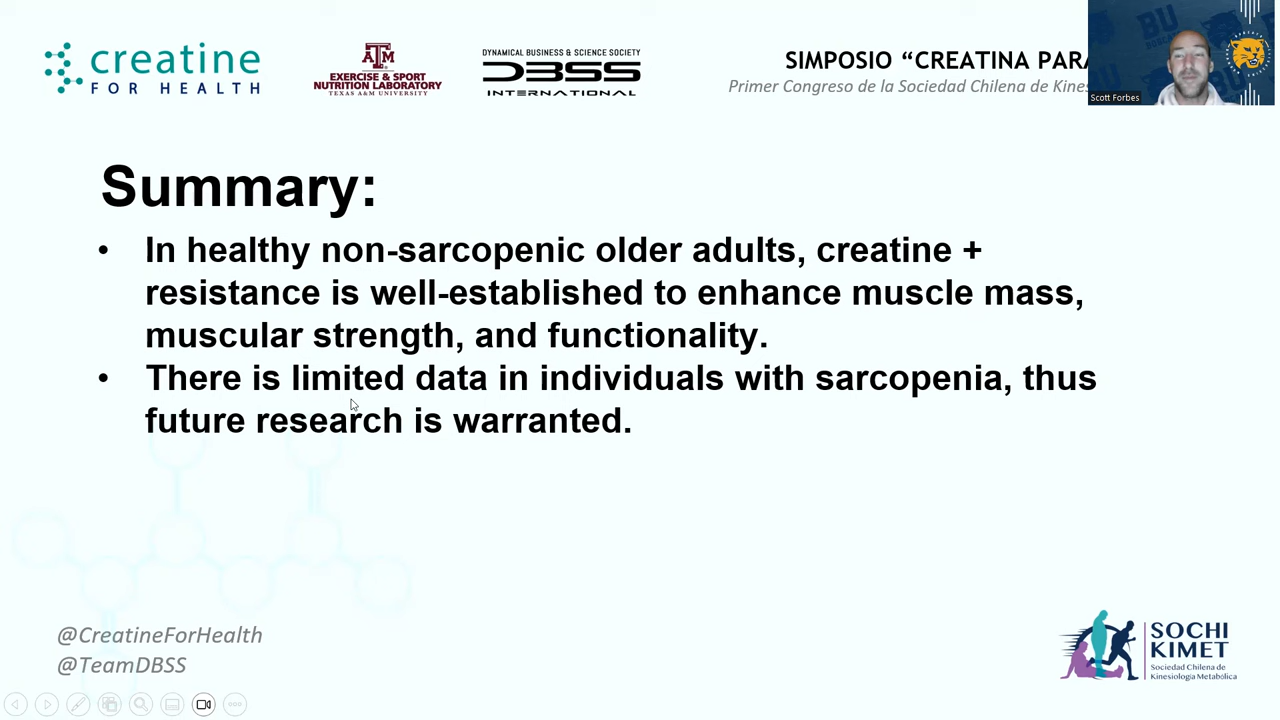 creatine
FOR HEALTH
A M
EXERCISE & SPORT
NUTRITION LABORATORY
TEXAS A&M UNIVERSITY
DYNAMICAL BUSINESS & SCIENCE SOCIETY
DBSS
INTERNATIONAL
SIMPOSIO “CREATINA PARA
Primer Congreso de la Sociedad Chilena de Kines
BU
Scott Forbes
Summary:
• In healthy non-sarcopenic older adults, creatine +
resistance is well-established to enhance muscle mass,
muscular strength, and functionality.
• There is limited data in individuals with sarcopenia, thus
future research is warranted.
@CreatineForHealth
@TeamDBSS
SOCHI
KIMET
Sociedad Chilena de
Kinesiología Metabólica